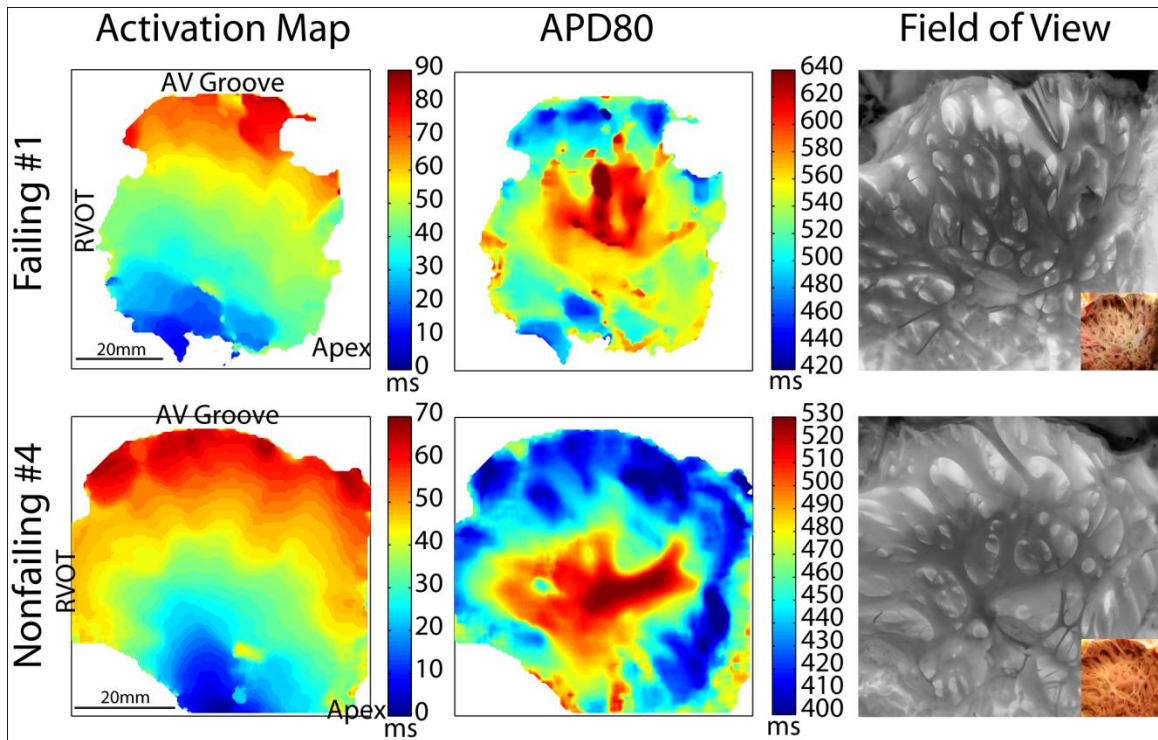 Activation Map
APD80
Field of View
Failing #1
AV Groove
RVOT
Apex
20mm
90
80
70
60
50
40
30
20
10
0
ms
640
620
600
580
560
540
520
500
480
460
440
420
ms
Nonfailing #4
AV Groove
RVOT
Apex
20mm
70
60
50
40
30
20
10
0
ms
530
520
510
500
490
480
470
460
450
440
430
420
410
400
ms